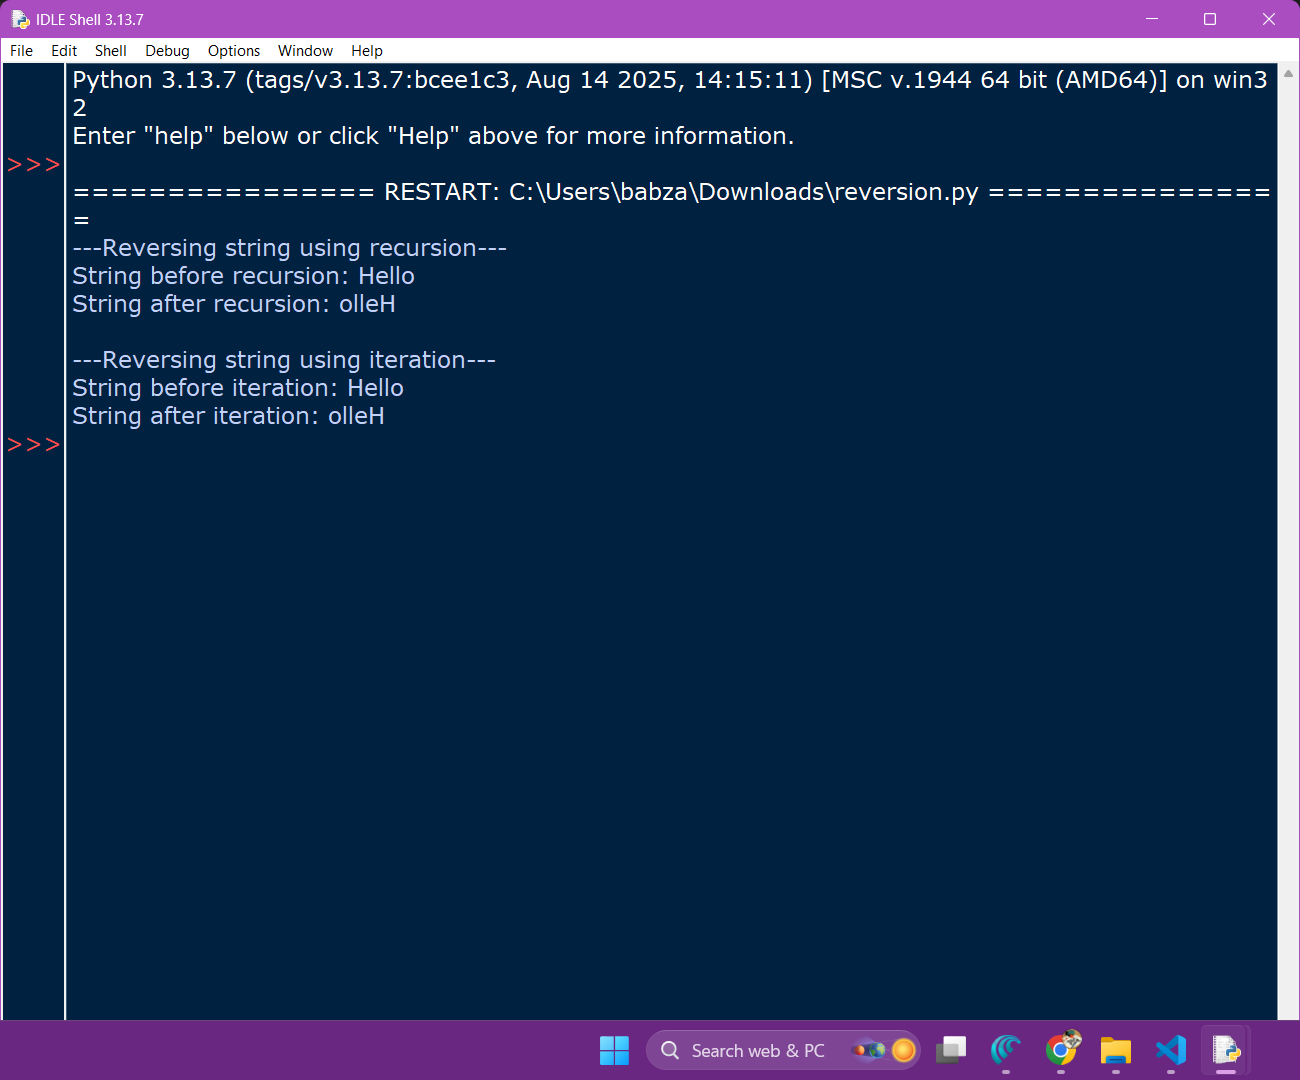 IDLE Shell 3.13.7
File Edit Shell Debug Options Window Help
Python 3.13.7 (tags/v3.13.7:bcee1c3, Aug 14 2025, 14:15:11) [MSC v.1944 64 bit (AMD64)] on win3
2
Enter "help" below or click "Help" above for more information.
>>>
================ RESTART: C:\Users\babza\Downloads\reversion.py ===============
=
---Reversing string using recursion---
String before recursion: Hello
String after recursion: olleH
---Reversing string using iteration---
String before iteration: Hello
String after iteration: olleH
>>>
Search web & PC